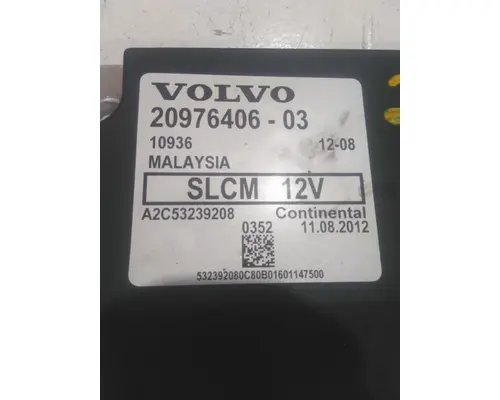 VOLVO
20976406 - 03
10936 12-08
MALAYSIA
SLCM 12V
A2C53239208 Continental
0352 11.08.2012
532392080C80B01601147500